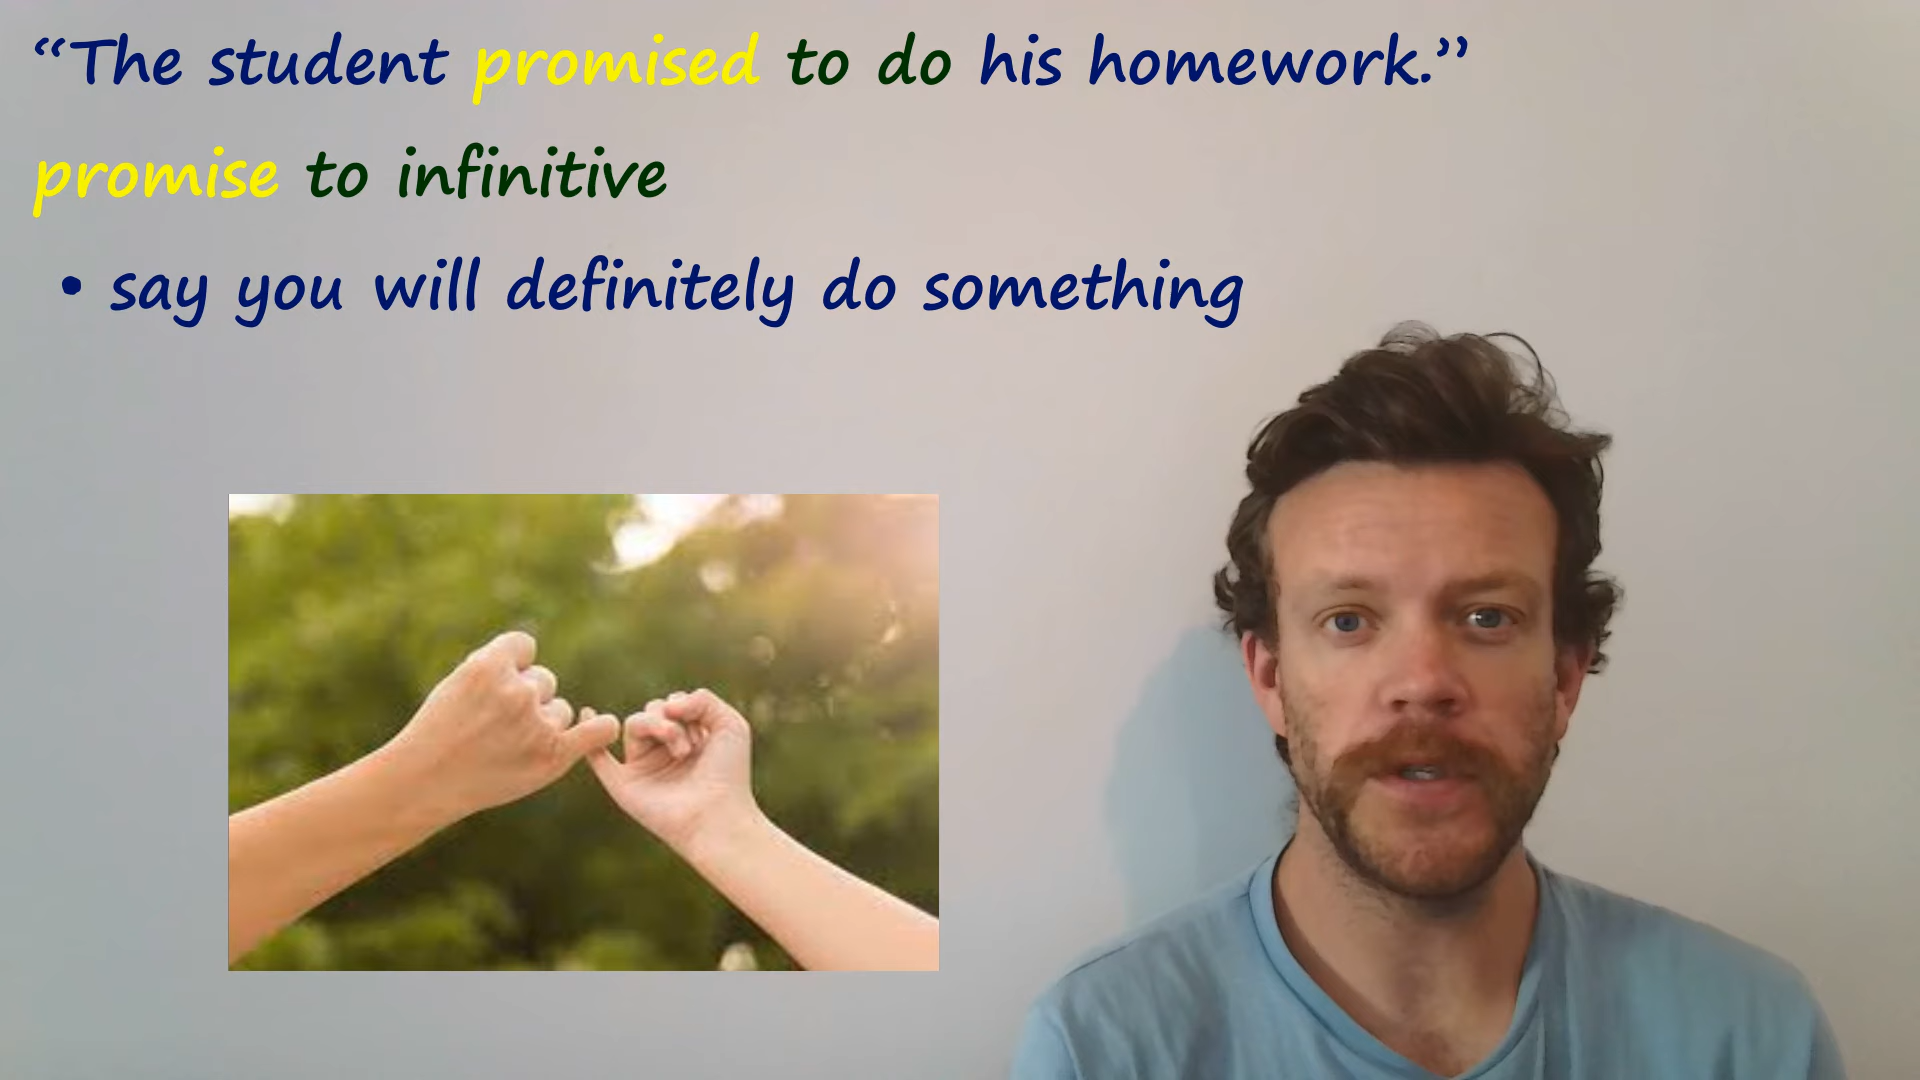 “The student promised to do his homework.”
promise to infinitive
• say you will definitely do something